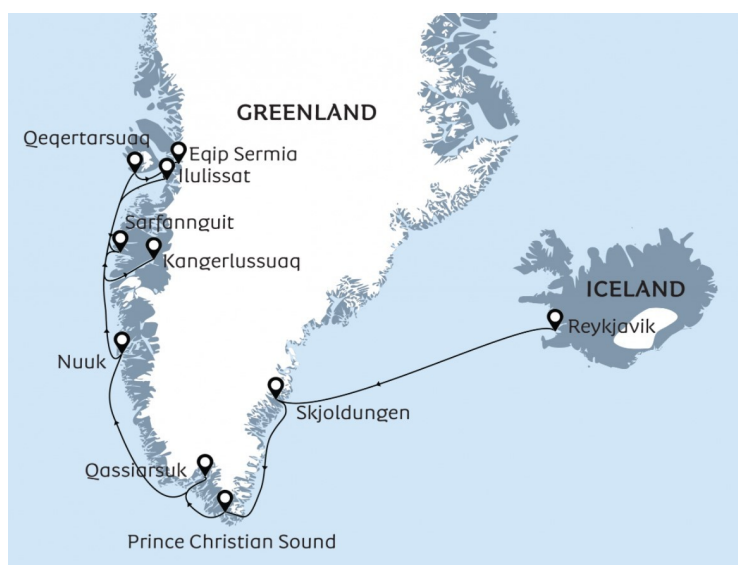 GREENLAND
Qeqertarsuaq
Eqip Sermia
Ilulissat
Sarfannguit
Kangerlussuaq
ICELAND
Reykjavik
Nuuk
Skjoldungen
Qassiarsuk
Prince Christian Sound